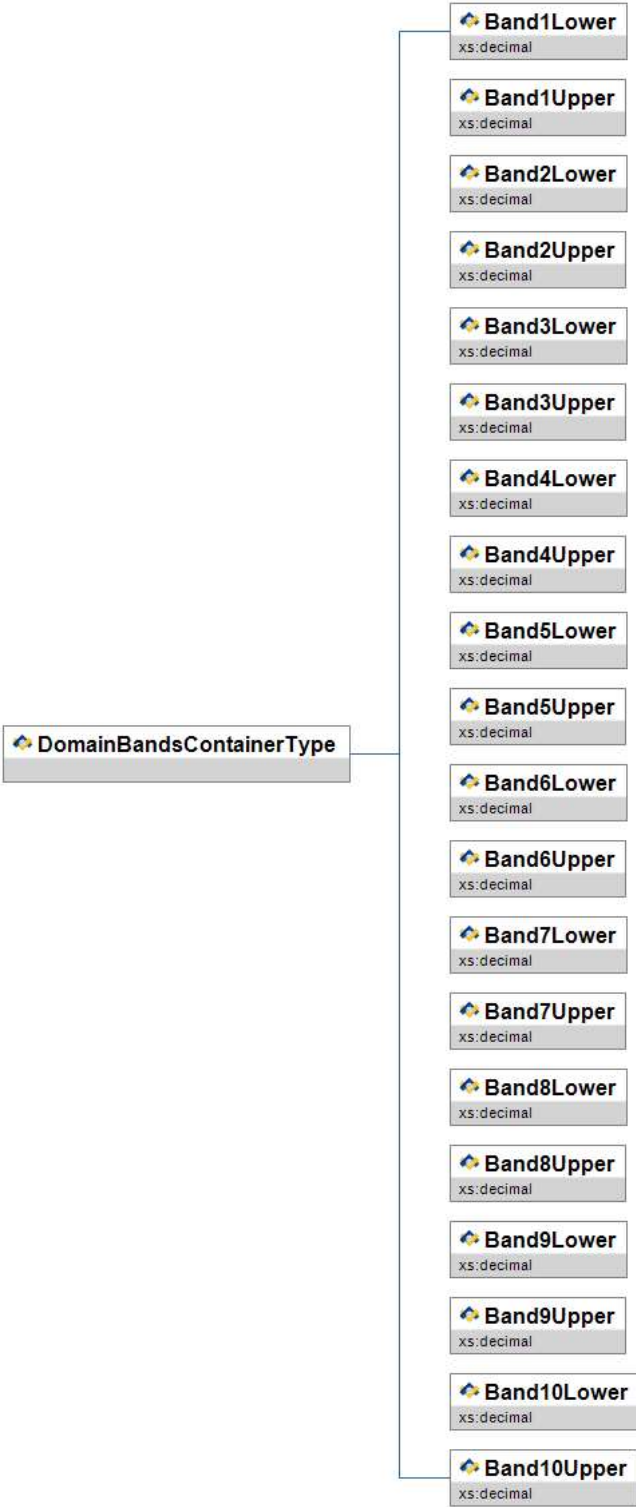 Band1Lower
xs:decimal
Band1Upper
xs:decimal
Band2Lower
xs:decimal
Band2Upper
xs:decimal
Band3Lower
xs:decimal
Band3Upper
xs:decimal
Band4Lower
xs:decimal
Band4Upper
xs:decimal
Band5Lower
xs:decimal
Band5Upper
xs:decimal
DomainBandsContainerType
Band6Lower
xs:decimal
Band6Upper
xs:decimal
Band7Lower
xs:decimal
Band7Upper
xs:decimal
Band8Lower
xs:decimal
Band8Upper
xs:decimal
Band9Lower
xs:decimal
Band9Upper
xs:decimal
Band10Lower
xs:decimal
Band10Upper
xs:decimal